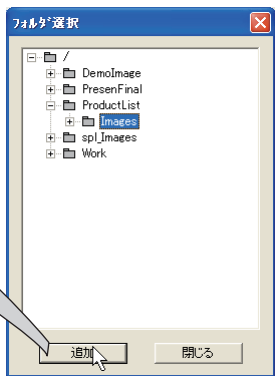 フォルダ選択
/
DemoImage
PresenFinal
ProductList
Images
spl_Images
Work
追加
閉じる